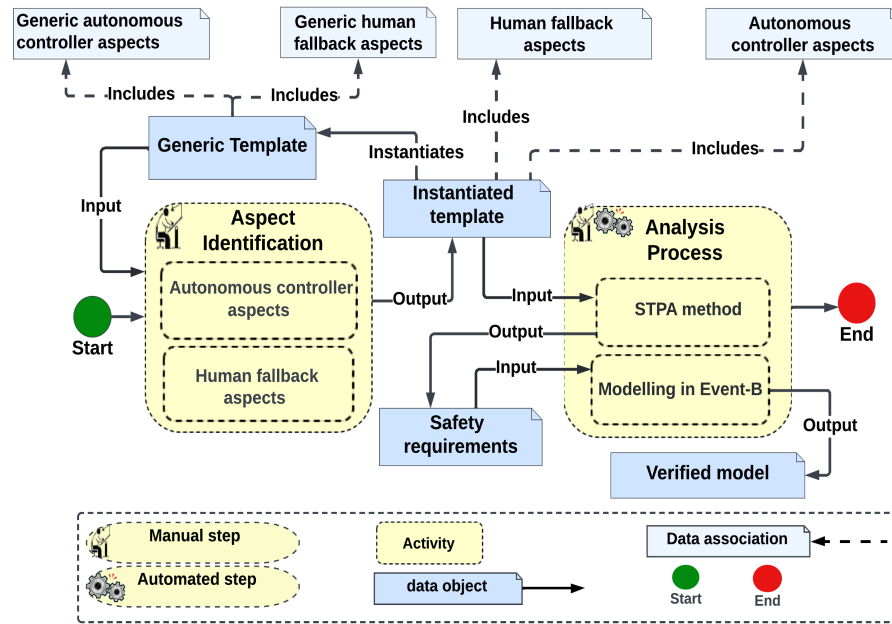 Generic autonomous
controller aspects
Generic human
fallback aspects
Human fallback
aspects
Autonomous
controller aspects
Includes
Includes
Includes
Includes
Generic Template
Instantiates
Instantiated
template
Input
Aspect
Identification
Analysis
Process
Autonomous controller
aspects
Output
Input
STPA method
Start
End
Output
Human fallback
aspects
Input
Modelling in Event-B
Safety
requirements
Output
Verified model
Manual step
Activity
Data association
Automated step
data object
Start
End